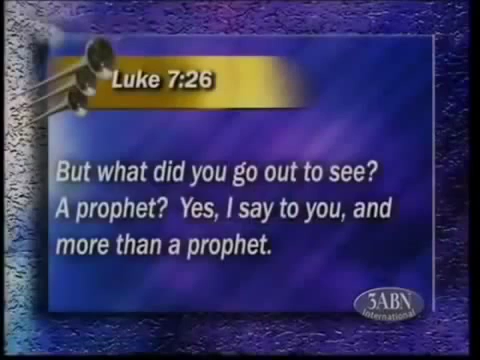 Luke 7:26
But what did you go out to see?
A prophet? Yes, I say to you, and
more than a prophet.
3ABN
International